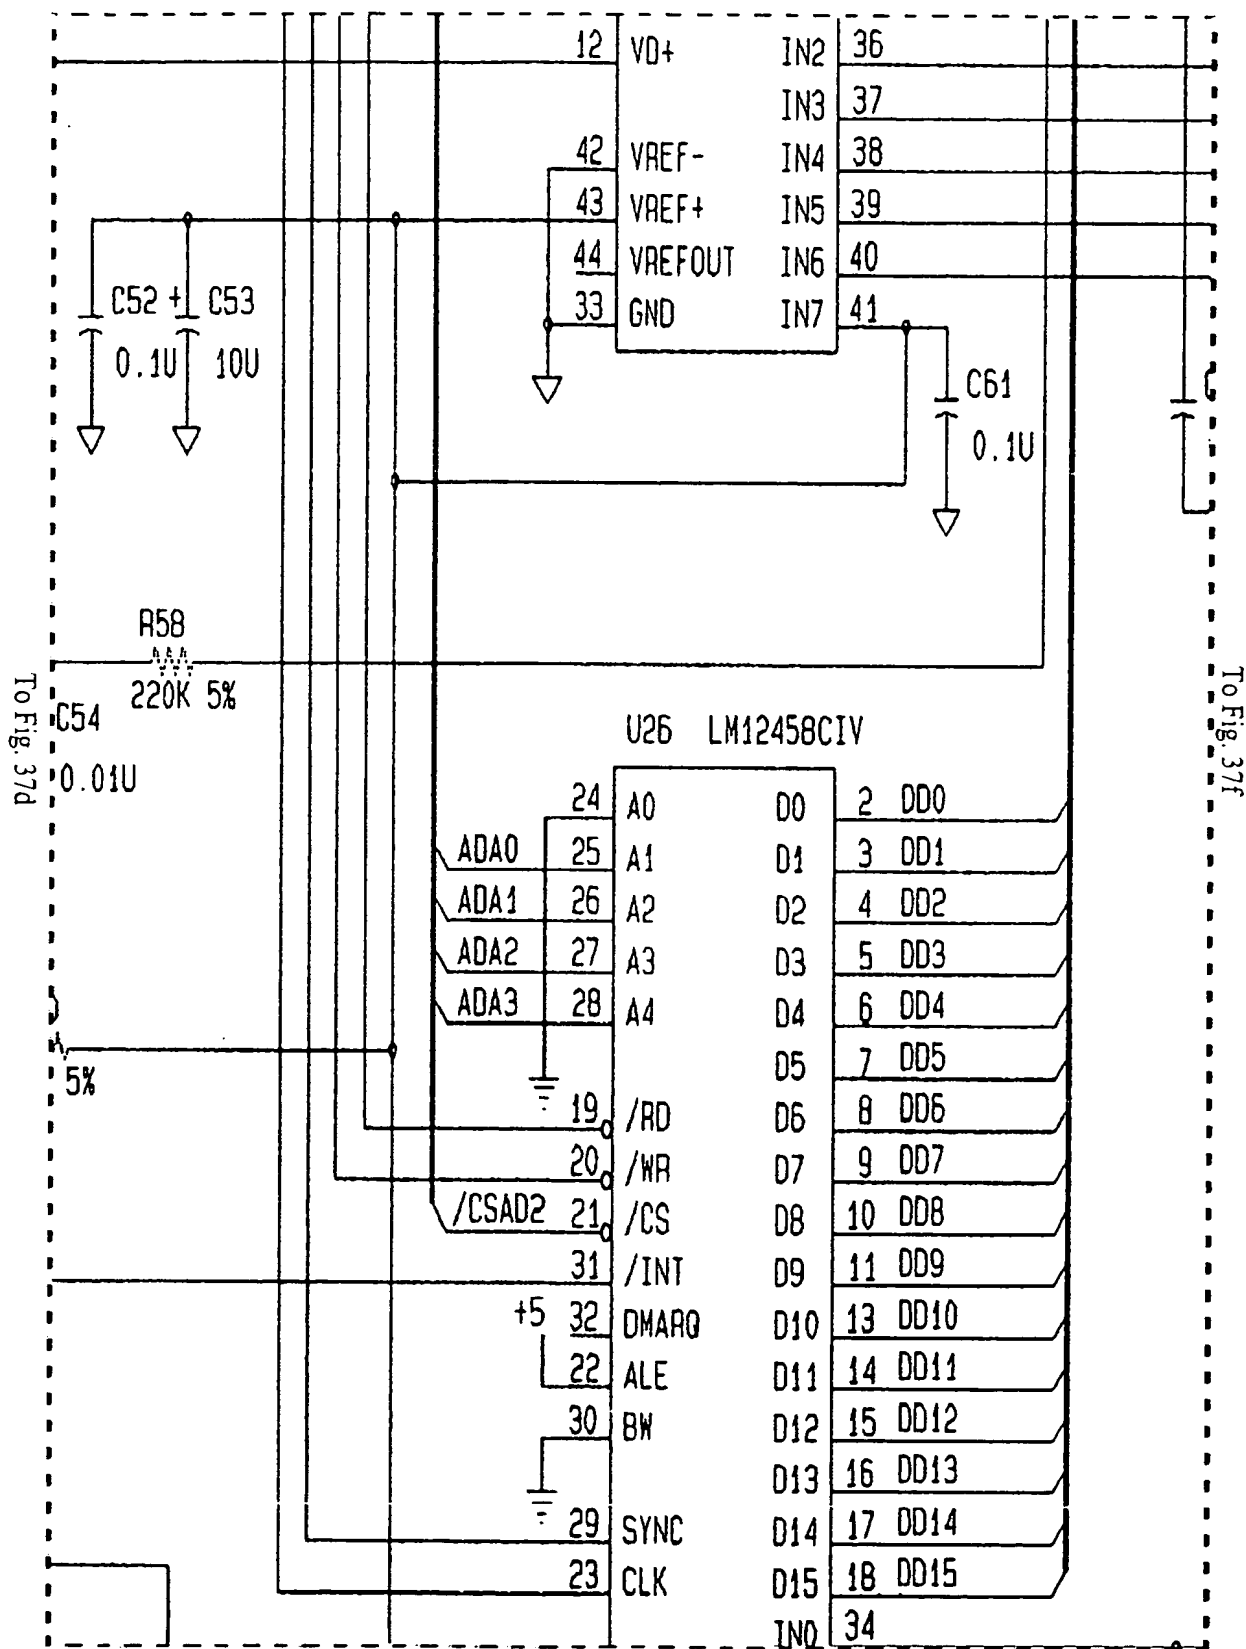 12 VD+ IN2 36
IN3 37
42 VREF- IN4 38
43 VREF+ IN5 39
44 VREFOUT IN6 40
33 GND IN7 41
C52 + C53
0.1U 10U
C61
0.1U
R58
220K 5%
C54
0.01U
To Fig. 37d
To Fig. 37f
U26 LM12458CIV
24 A0 D0 2 DD0
ADA0 25 A1 D1 3 DD1
ADA1 26 A2 D2 4 DD2
ADA2 27 A3 D3 5 DD3
ADA3 28 A4 D4 6 DD4
D5 7 DD5
5%
19 /RD D6 8 DD6
20 /WR D7 9 DD7
/CSAD2 21 /CS D8 10 DD8
31 /INT D9 11 DD9
+5 32 DMARQ D10 13 DD10
22 ALE D11 14 DD11
30 BW D12 15 DD12
D13 16 DD13
29 SYNC D14 17 DD14
23 CLK D15 18 DD15
IN0 34